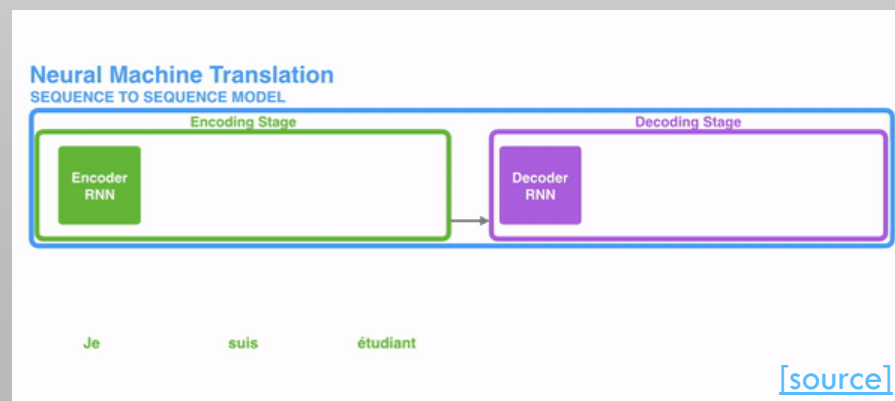 Neural Machine Translation
SEQUENCE TO SEQUENCE MODEL
Encoding Stage
Decoding Stage
Encoder
RNN
Decoder
RNN
Je suis étudiant
[source]